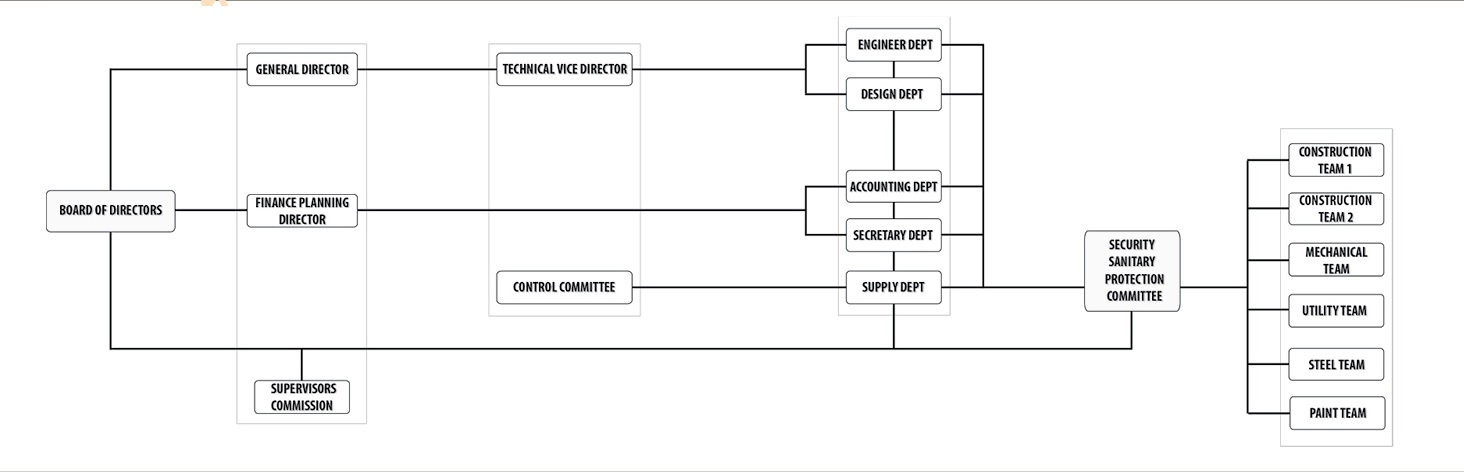 BOARD OF DIRECTORS
GENERAL DIRECTOR
FINANCE PLANNING
DIRECTOR
SUPERVISORS
COMMISSION
TECHNICAL VICE DIRECTOR
CONTROL COMMITTEE
ENGINEER DEPT
DESIGN DEPT
ACCOUNTING DEPT
SECRETARY DEPT
SUPPLY DEPT
SECURITY
SANITARY
PROTECTION
COMMITTEE
CONSTRUCTION
TEAM 1
CONSTRUCTION
TEAM 2
MECHANICAL
TEAM
UTILITY TEAM
STEEL TEAM
PAINT TEAM